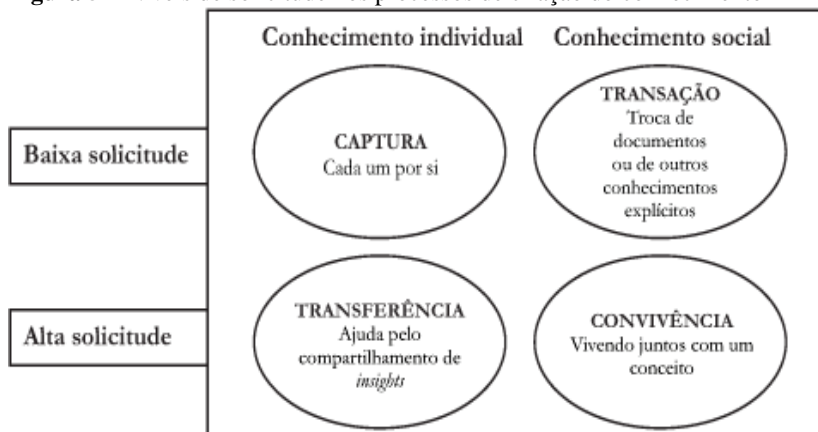 Conhecimento individual Conhecimento social
Baixa solicitude
CAPTURA
Cada um por si
TRANSAÇÃO
Troca de
documentos
ou de outros
conhecimentos
explícitos
Alta solicitude
TRANSFERÊNCIA
Ajuda pelo
compartilhamento de
insights
CONVIVÊNCIA
Vivendo juntos com um
conceito